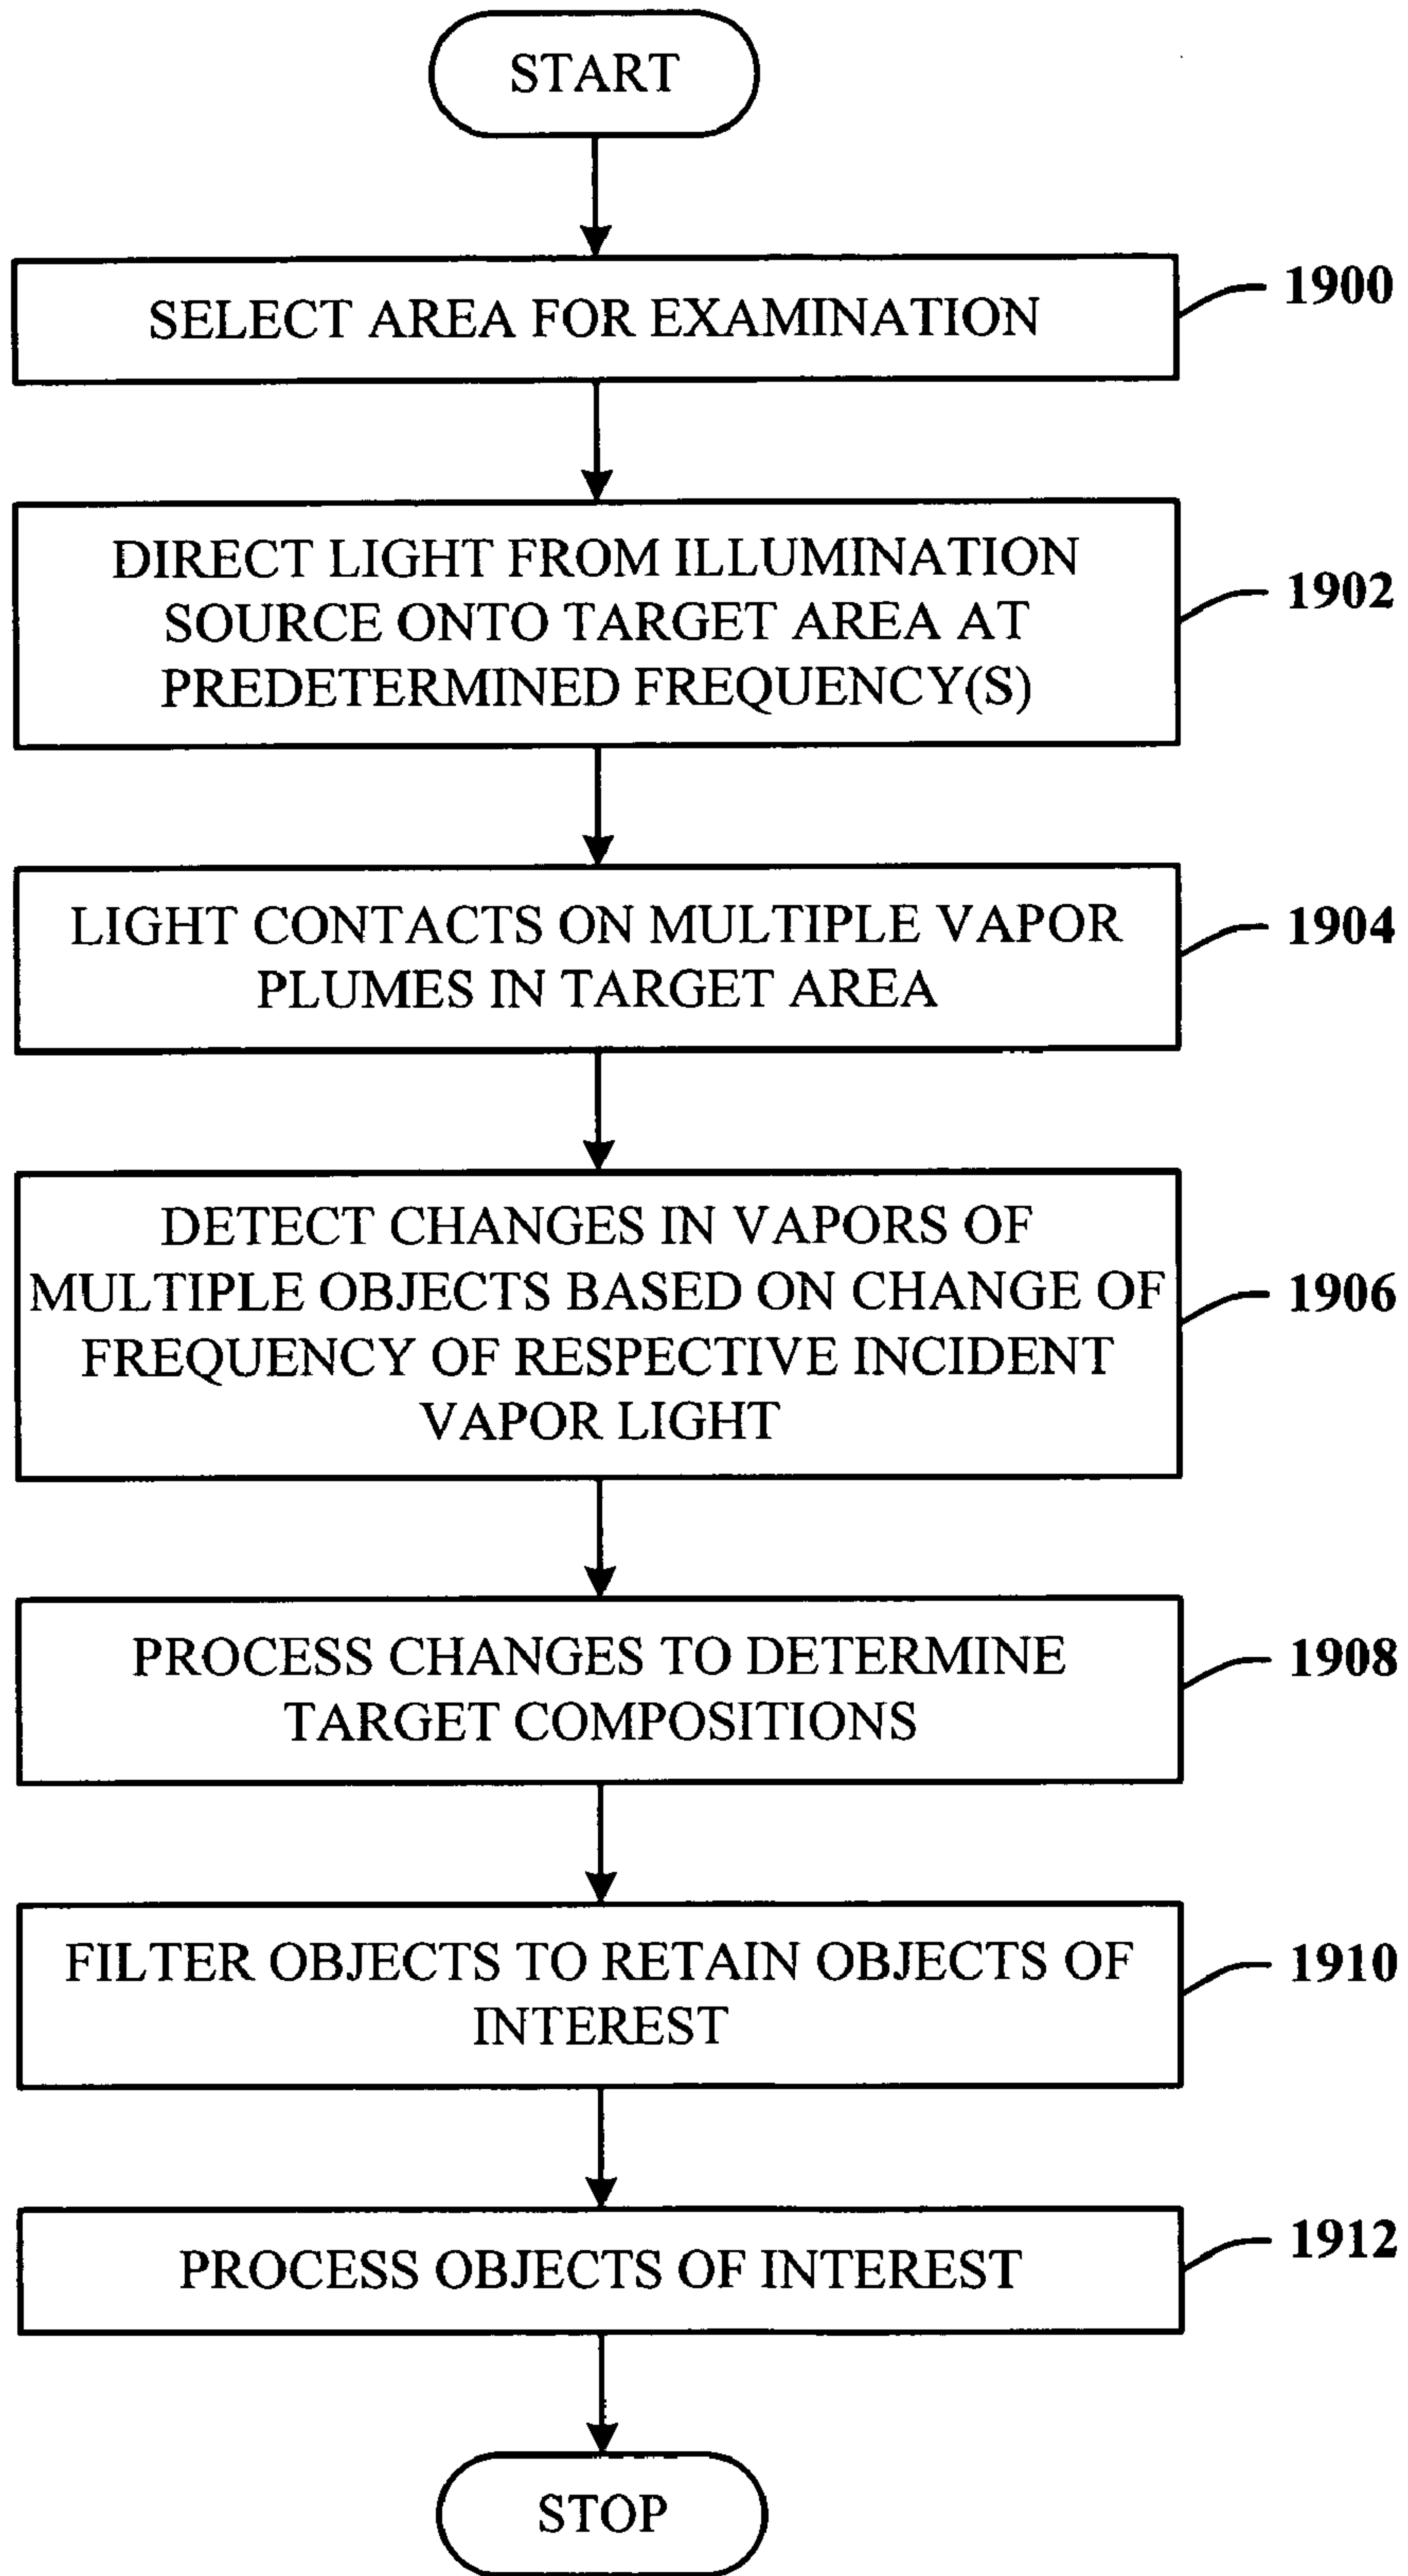 START
SELECT AREA FOR EXAMINATION
1900
DIRECT LIGHT FROM ILLUMINATION
SOURCE ONTO TARGET AREA AT
PREDETERMINED FREQUENCY(S)
1902
LIGHT CONTACTS ON MULTIPLE VAPOR
PLUMES IN TARGET AREA
1904
DETECT CHANGES IN VAPORS OF
MULTIPLE OBJECTS BASED ON CHANGE OF
FREQUENCY OF RESPECTIVE INCIDENT
VAPOR LIGHT
1906
PROCESS CHANGES TO DETERMINE
TARGET COMPOSITIONS
1908
FILTER OBJECTS TO RETAIN OBJECTS OF
INTEREST
1910
PROCESS OBJECTS OF INTEREST
1912
STOP